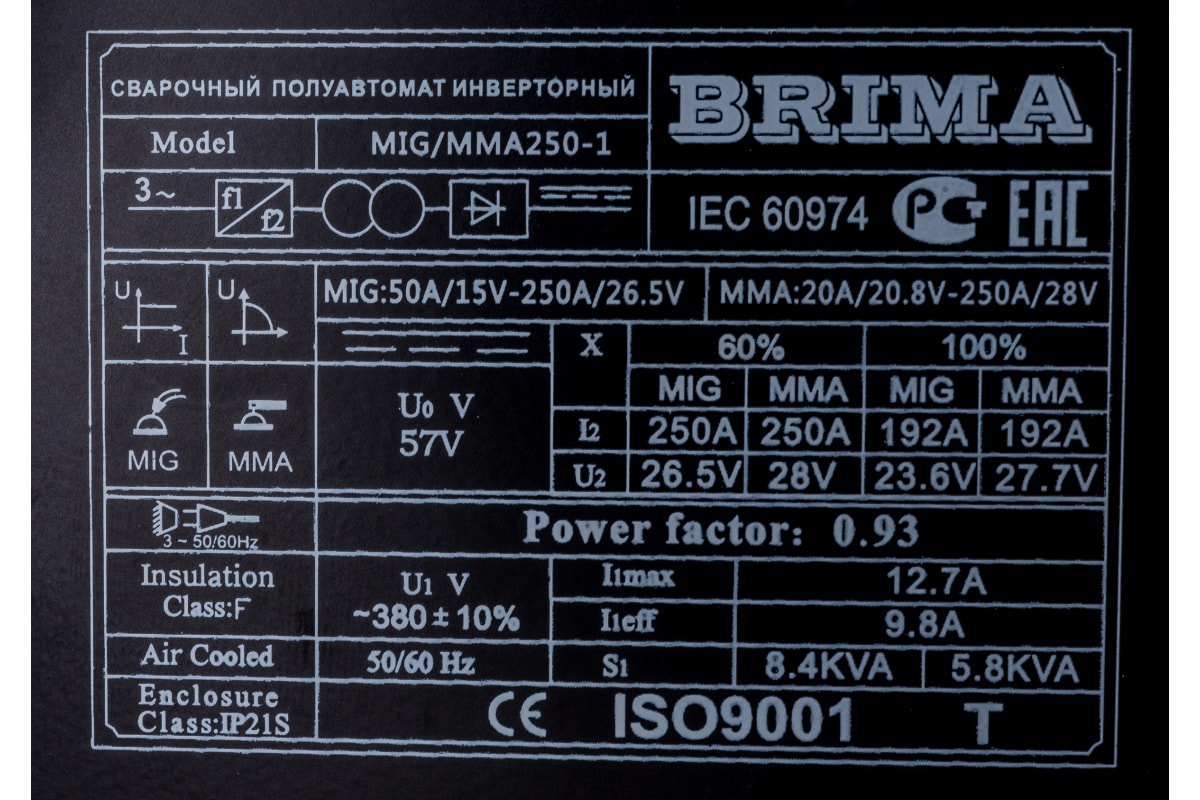 СВАРОЧНЫЙ ПОЛУАВТОМАТ ИНВЕРТОРНЫЙ
BRIMA
Model MIG/MMA250-1
3~ f1 f2
IEC 60974 РСТ EAC
U I
U
MIG:50A/15V-250A/26.5V MMA:20A/20.8V-250A/28V
X 60% 100%
MIG MMA MIG MMA
U0 V
57V
I2 250A 250A 192A 192A
U2 26.5V 28V 23.6V 27.7V
MIG MMA
3 ~ 50/60Hz
Power factor: 0.93
Insulation
Class:F
U1 V
~380±10%
I1max 12.7A
I1eff 9.8A
Air Cooled 50/60 Hz S1 8.4KVA 5.8KVA
Enclosure
Class:IP21S
CE ISO9001 T